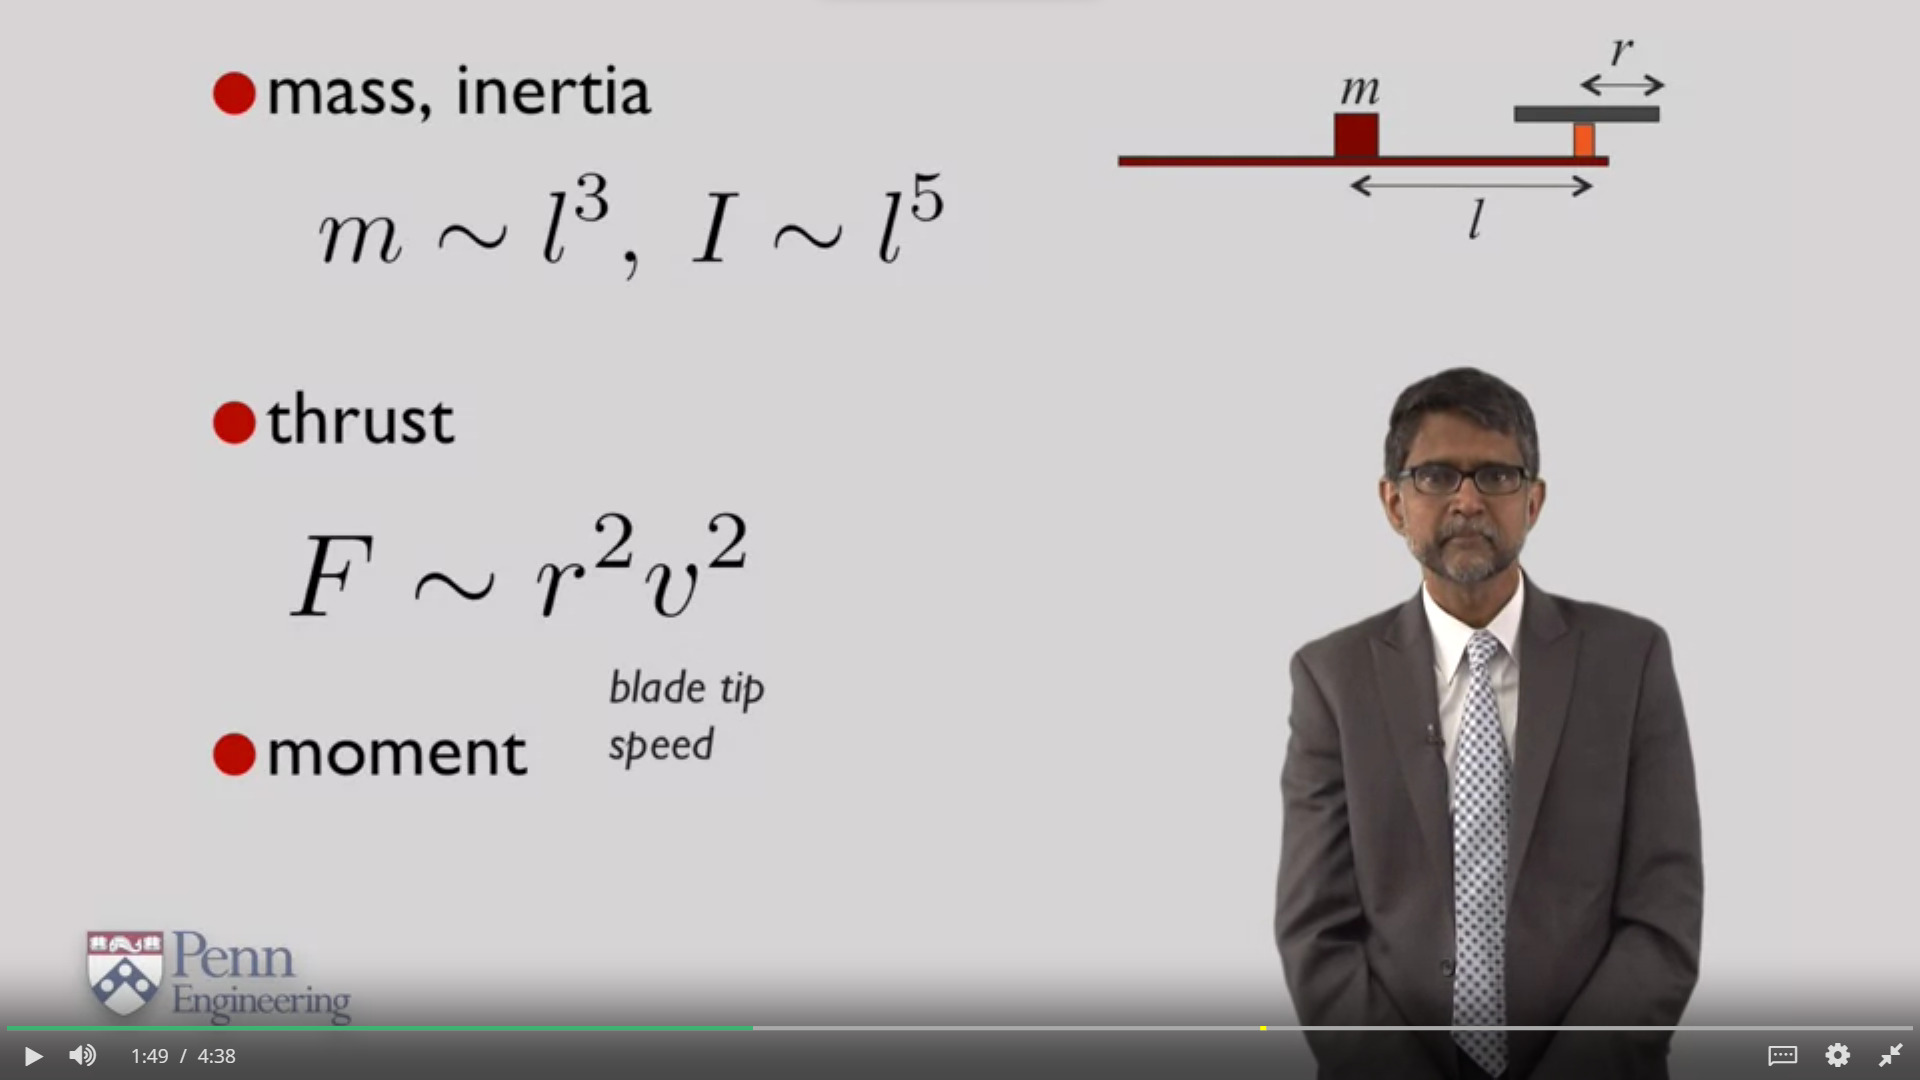 mass, inertia
m ∼ l³, I ∼ l⁵
thrust
F ∼ r²v²
blade tip
speed
moment
m
r
l
Penn
Engineering
1:49 / 4:38